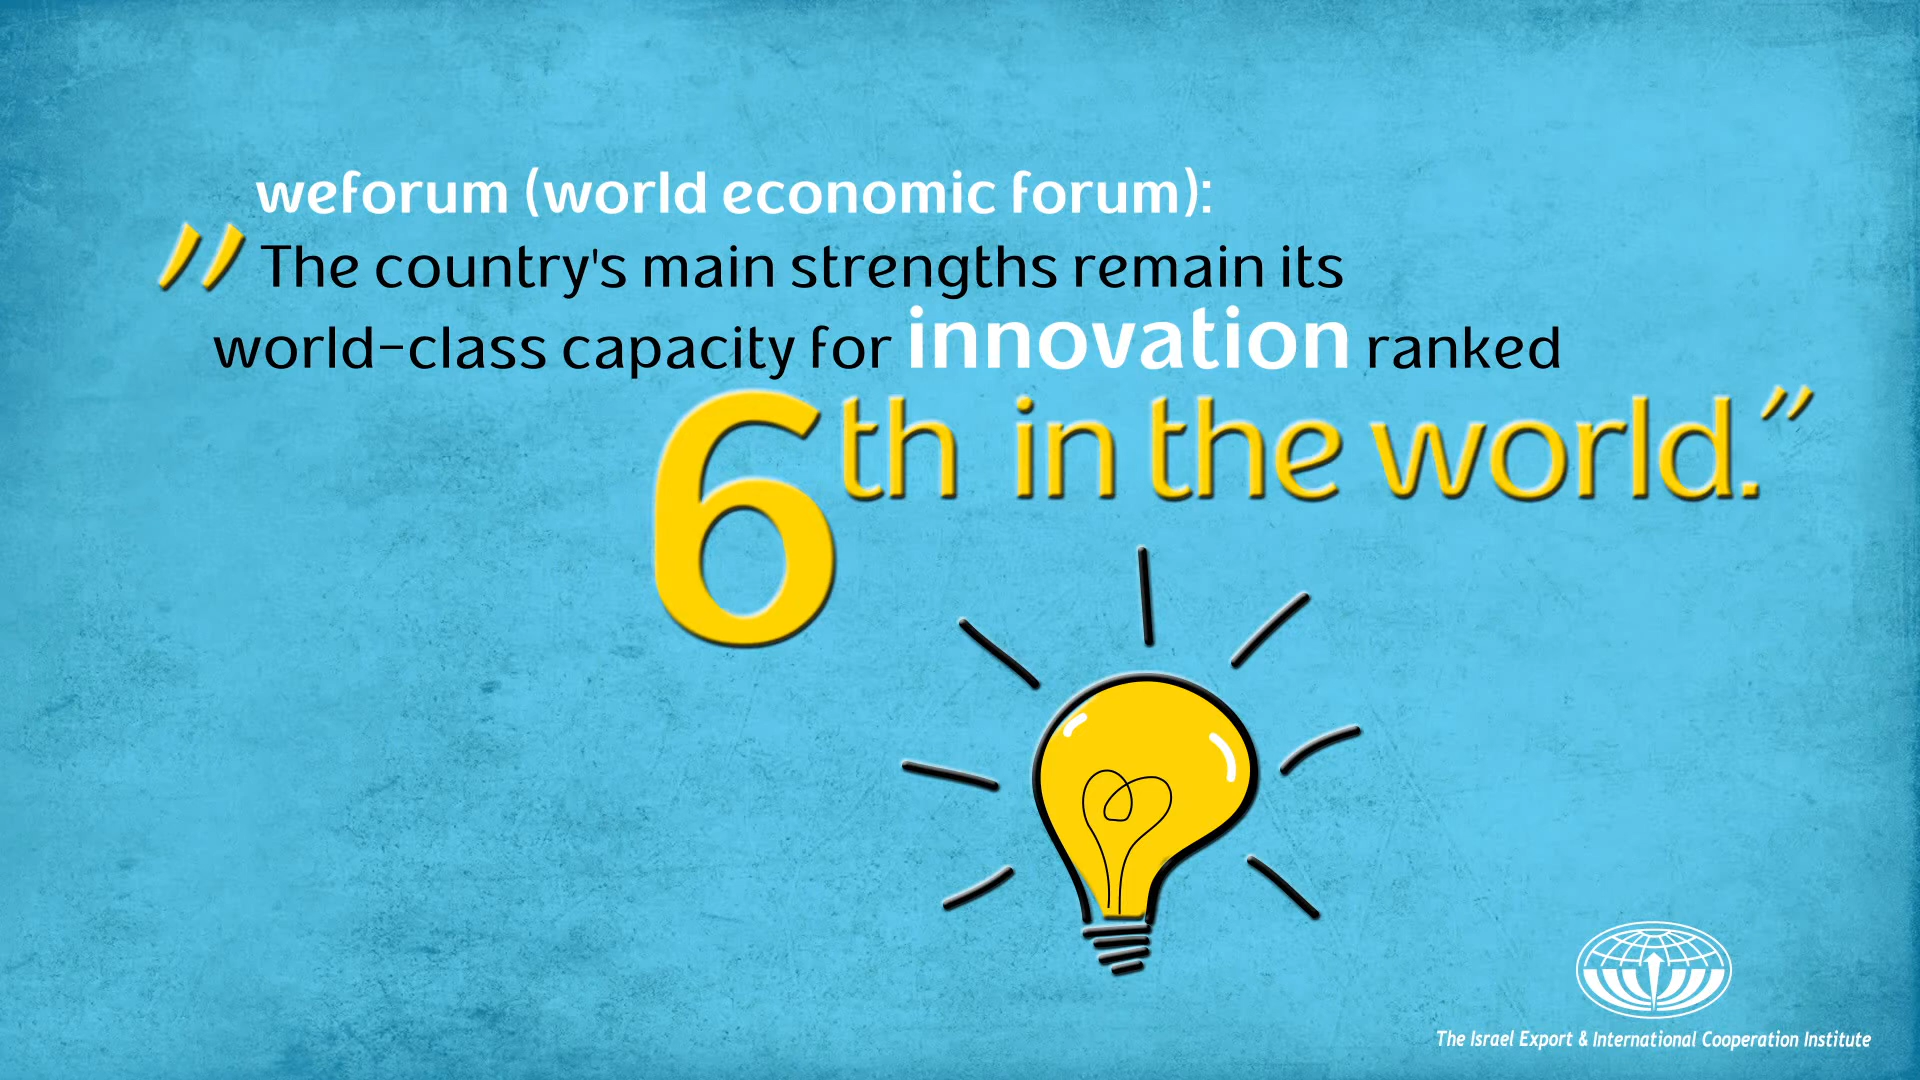 weforum (world economic forum):
"The country's main strengths remain its
world-class capacity for innovation ranked
6th in the world."
The Israel Export & International Cooperation Institute